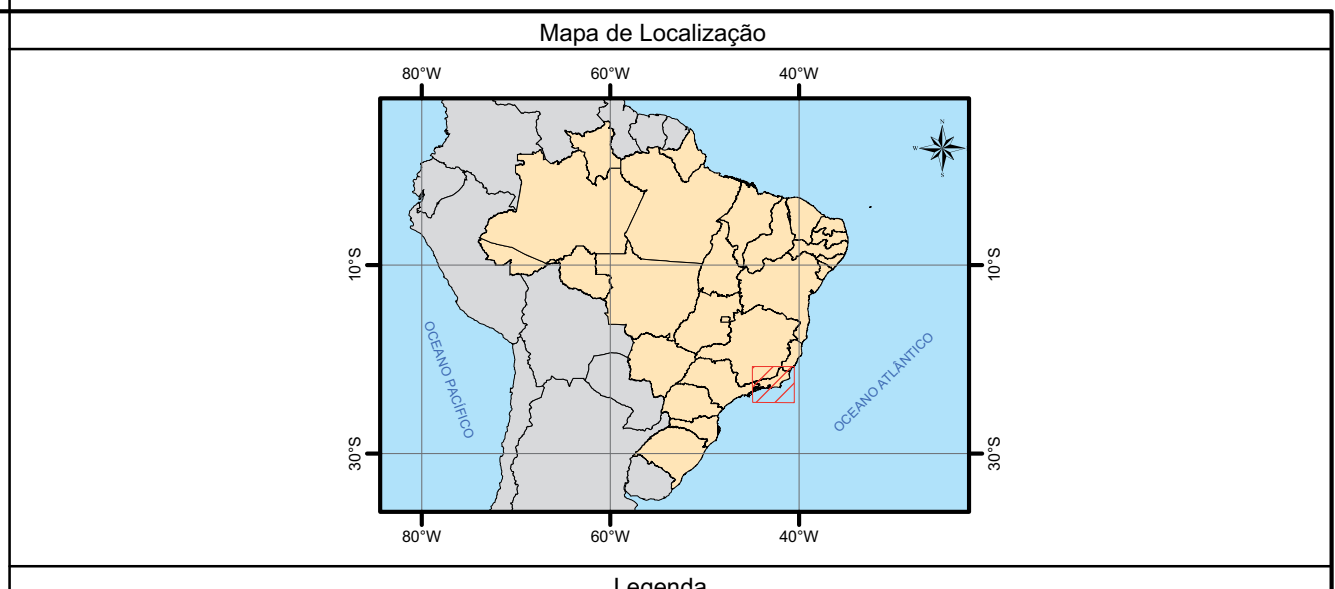 Mapa de Localização
80°W 60°W 40°W
N
W
S
10°S 10°S
OCEANO PACÍFICO
OCEANO ATLÂNTICO
30°S 30°S
80°W 60°W 40°W
Legenda